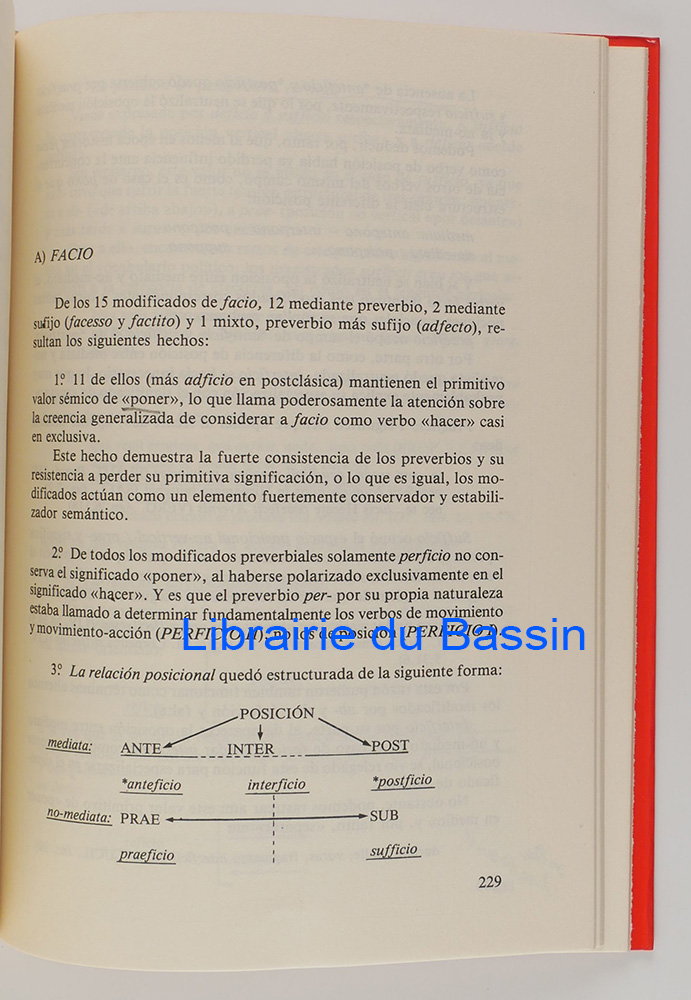 A) FACIO
De los 15 modificados de facio, 12 mediante preverbio, 2 mediante
sufijo (facesso y factito) y 1 mixto, preverbio más sufijo (adfecto), re-
sultan los siguientes hechos:
1.º 11 de ellos (más adficio en postclásica) mantienen el primitivo
valor sémico de «poner», lo que llama poderosamente la atención sobre
la creencia generalizada de considerar a facio como verbo «hacer» casi
en exclusiva.
Este hecho demuestra la fuerte consistencia de los preverbios y su
resistencia a perder su primitiva significación, o lo que es igual, los mo-
dificados actúan como un elemento fuertemente conservador y estabili-
zador semántico.
2.º De todos los modificados preverbiales solamente perficio no con-
serva el significado «poner», al haberse polarizado exclusivamente en el
significado «hacer». Y es que el preverbio per- por su propia naturaleza
estaba llamado a determinar fundamentalmente los verbos de movimiento
y movimiento-acción (PERFICIO II); no los de posición (PERFICIO I).
Librairie du Bassin
3.º La relación posicional quedó estructurada de la siguiente forma:
POSICIÓN
mediata: ANTE INTER POST
*anteficio interficio *postficio
no-mediata: PRAE SUB
praeficio sufficio
229